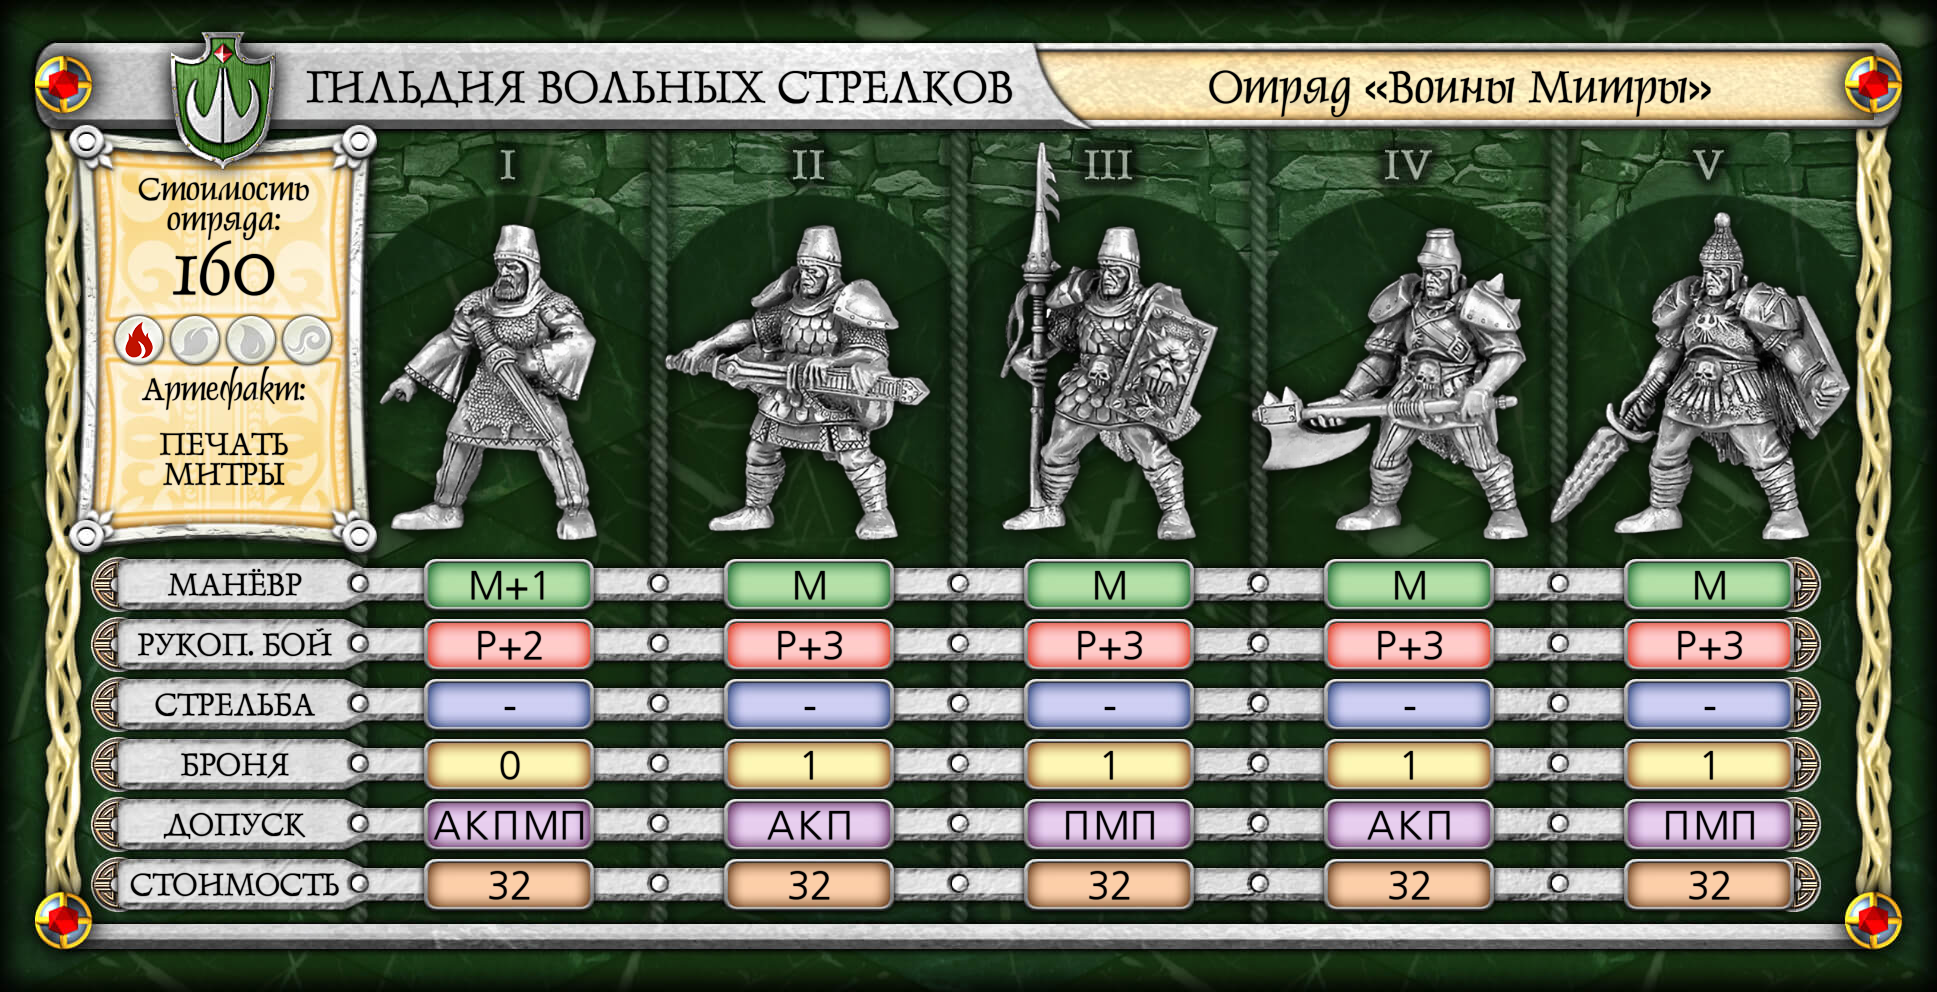 ГИЛЬДИЯ ВОЛЬНЫХ СТРЕЛКОВ
Отряд «Воины Митры»
Стоимость
отряда:
160
Артефакт:
ПЕЧАТЬ
МИТРЫ
I II III IV V
МАНЁВР M+1 M M M M
РУКОП. БОЙ P+2 P+3 P+3 P+3 P+3
СТРЕЛЬБА - - - - -
БРОНЯ 0 1 1 1 1
ДОПУСК АКПМП АКП ПМП АКП ПМП
СТОИМОСТЬ 32 32 32 32 32